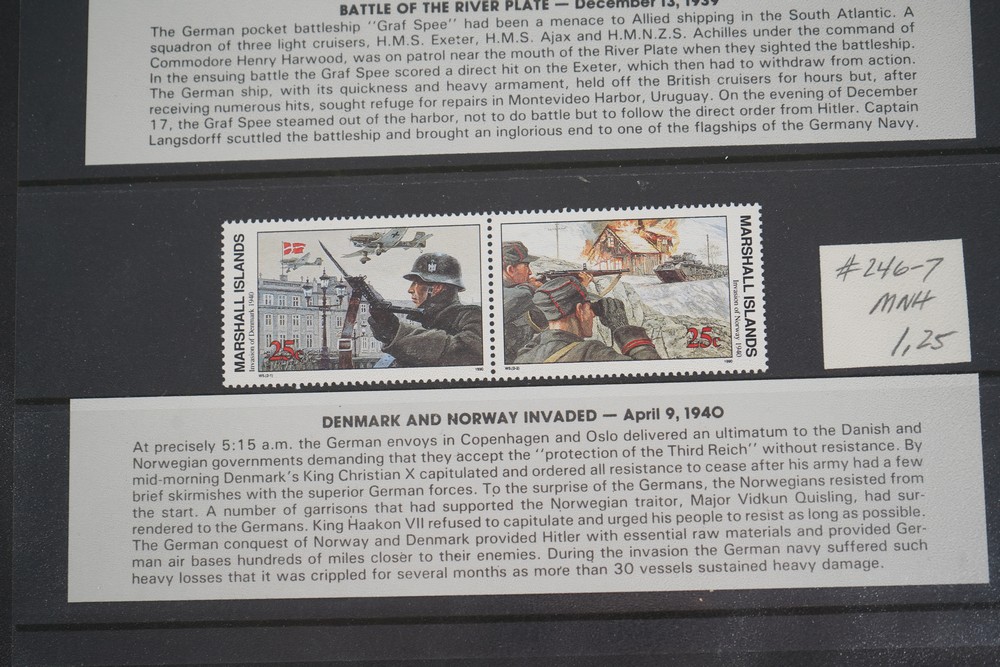 BATTLE OF THE RIVER PLATE — December 13, 1939
The German pocket battleship "Graf Spee" had been a menace to Allied shipping in the South Atlantic. A
squadron of three light cruisers, H.M.S. Exeter, H.M.S. Ajax and H.M.N.Z.S. Achilles under the command of
Commodore Henry Harwood, was on patrol near the mouth of the River Plate when they sighted the battleship.
In the ensuing battle the Graf Spee scored a direct hit on the Exeter, which then had to withdraw from action.
The German ship, with its quickness and heavy armament, held off the British cruisers for hours but, after
receiving numerous hits, sought refuge for repairs in Montevideo Harbor, Uruguay. On the evening of December
17, the Graf Spee steamed out of the harbor, not to do battle but to follow the direct order from Hitler. Captain
Langsdorff scuttled the battleship and brought an inglorious end to one of the flagships of the Germany Navy.
MARSHALL ISLANDS
Invasion of Denmark 1940
25c
1990
MARSHALL ISLANDS
Invasion of Norway 1940
25c
1990
#246-7
MNH
1,25
DENMARK AND NORWAY INVADED — April 9, 1940
At precisely 5:15 a.m. the German envoys in Copenhagen and Oslo delivered an ultimatum to the Danish and
Norwegian governments demanding that they accept the "protection of the Third Reich" without resistance. By
mid-morning Denmark's King Christian X capitulated and ordered all resistance to cease after his army had a few
brief skirmishes with the superior German forces. To the surprise of the Germans, the Norwegians resisted from
the start. A number of garrisons that had supported the Norwegian traitor, Major Vidkun Quisling, had sur-
rendered to the Germans. King Haakon VII refused to capitulate and urged his people to resist as long as possible.
The German conquest of Norway and Denmark provided Hitler with essential raw materials and provided Ger-
man air bases hundreds of miles closer to their enemies. During the invasion the German navy suffered such
heavy losses that it was crippled for several months as more than 30 vessels sustained heavy damage.